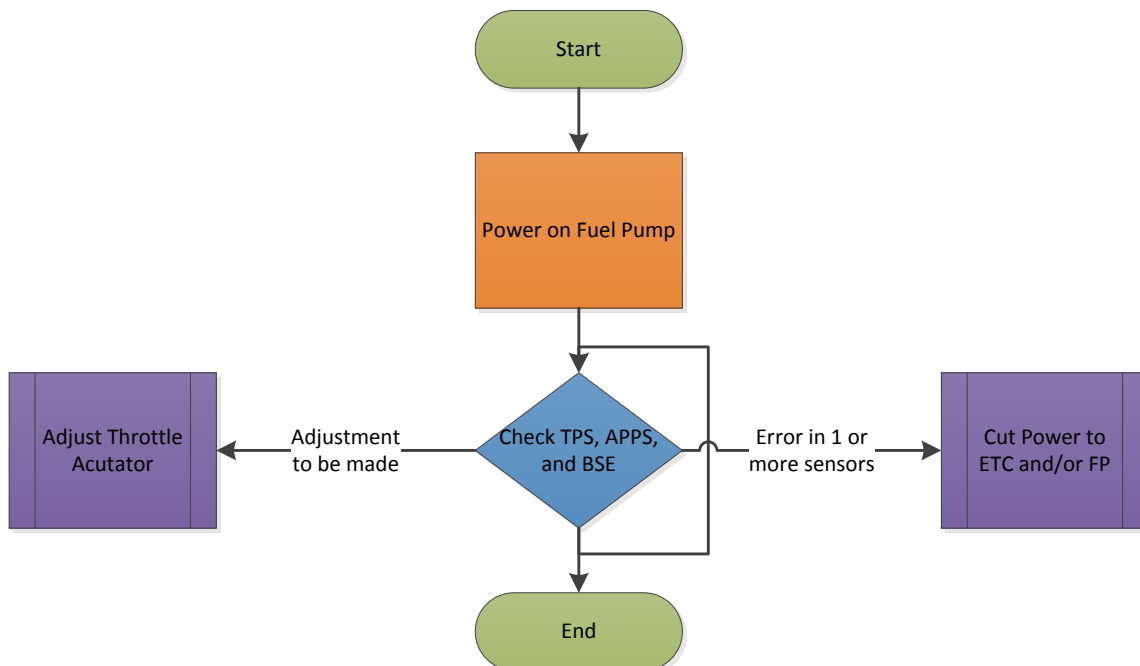 Start
Power on Fuel Pump
Adjust Throttle
Acutator
Adjustment
to be made
Check TPS, APPS,
and BSE
Error in 1 or
more sensors
Cut Power to
ETC and/or FP
End